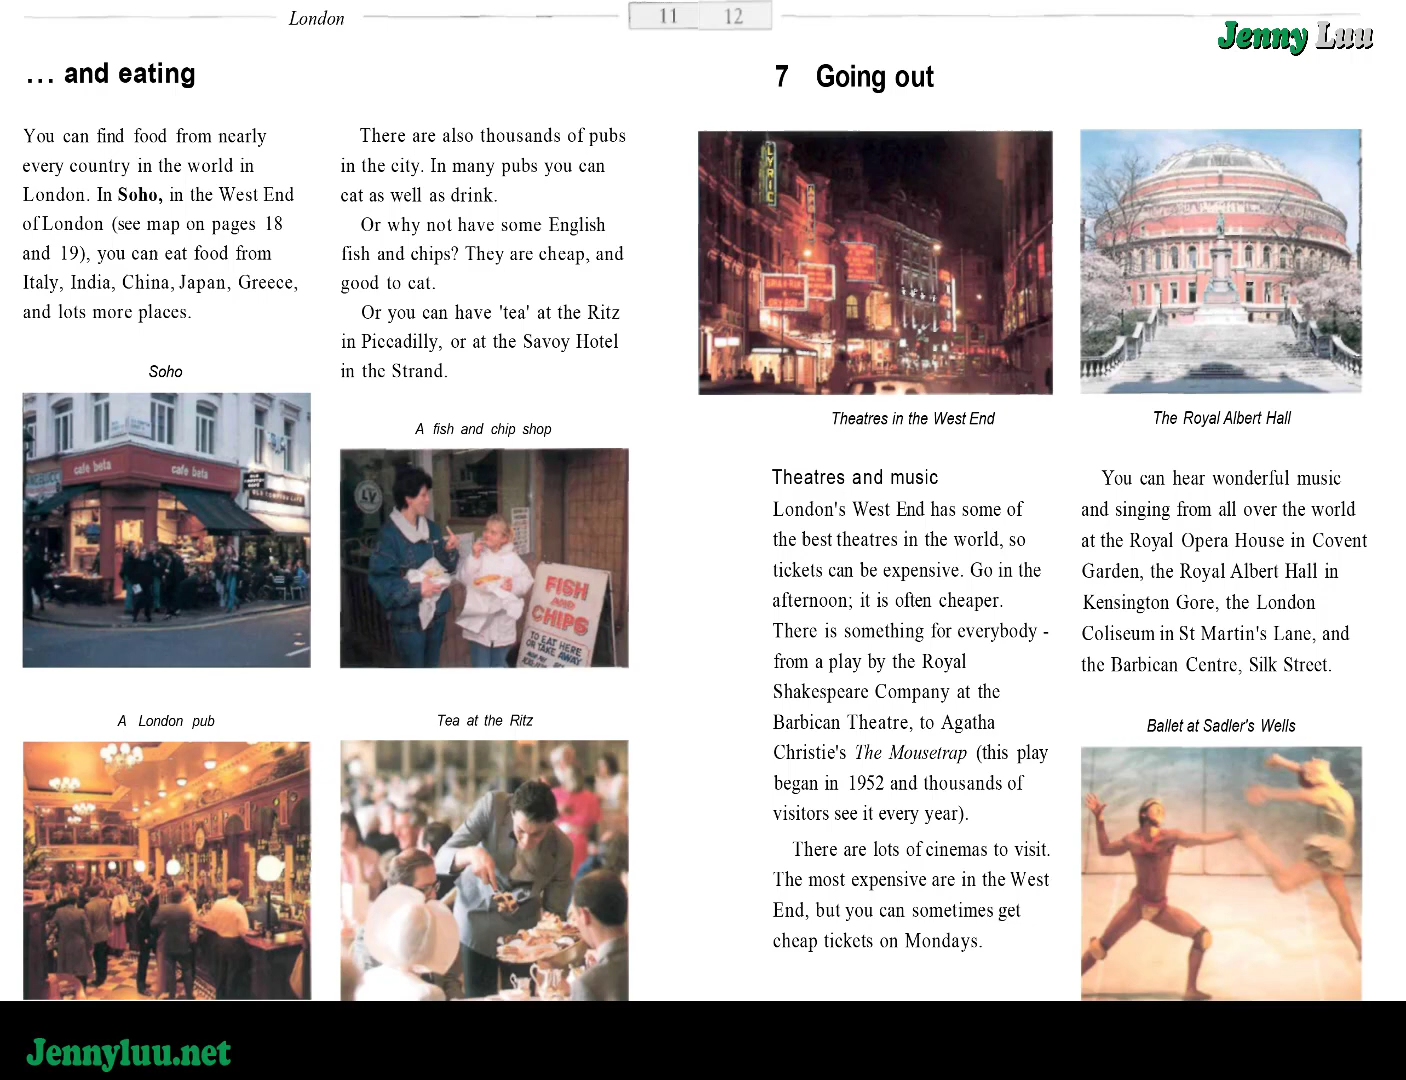 London
11 12
Jenny Luu
... and eating
You can find food from nearly
every country in the world in
London. In Soho, in the West End
of London (see map on pages 18
and 19), you can eat food from
Italy, India, China, Japan, Greece,
and lots more places.
Soho
cafe beta
cafe beta
OLD COMPTON CAFE
There are also thousands of pubs
in the city. In many pubs you can
cat as well as drink.
Or why not have some English
fish and chips? They are cheap, and
good to cat.
Or you can have 'tea' at the Ritz
in Piccadilly, or at the Savoy Hotel
in the Strand.
A fish and chip shop
LV
FISH
AND
CHIPS
TO EAT HERE
OR TAKE AWAY
A London pub
Tea at the Ritz
7 Going out
LYRIC
Theatres in the West End
The Royal Albert Hall
Theatres and music
London's West End has some of
the best theatres in the world, so
tickets can be expensive. Go in the
afternoon; it is often cheaper.
There is something for everybody -
from a play by the Royal
Shakespeare Company at the
Barbican Theatre, to Agatha
Christie's The Mousetrap (this play
began in 1952 and thousands of
visitors see it every year).
There are lots of cinemas to visit.
The most expensive are in the West
End, but you can sometimes get
cheap tickets on Mondays.
You can hear wonderful music
and singing from all over the world
at the Royal Opera House in Covent
Garden, the Royal Albert Hall in
Kensington Gore, the London
Coliseum in St Martin's Lane, and
the Barbican Centre, Silk Street.
Ballet at Sadler's Wells
Jennyluu.net